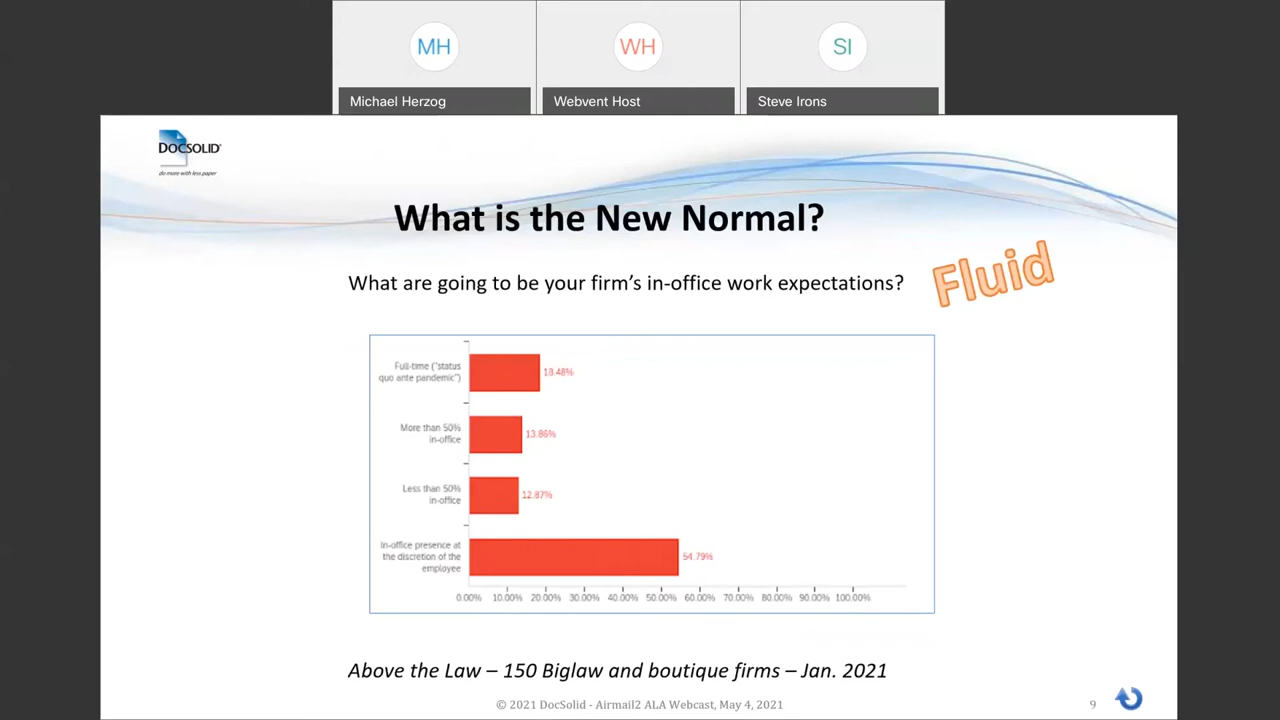 MH
WH
SI
Michael Herzog
Webvent Host
Steve Irons
DOCSOLID
do more with less paper
What is the New Normal?
What are going to be your firm's in-office work expectations?
Fluid
Full-time ("status
quo ante pandemic")
18.48%
More than 50%
in-office
13.86%
Less than 50%
in-office
12.87%
In-office presence at
the discretion of the
employee
54.79%
0.00% 10.00% 20.00% 30.00% 40.00% 50.00% 60.00% 70.00% 80.00% 90.00% 100.00%
Above the Law – 150 Biglaw and boutique firms – Jan. 2021
© 2021 DocSolid - Airmail2 ALA Webcast, May 4, 2021
9